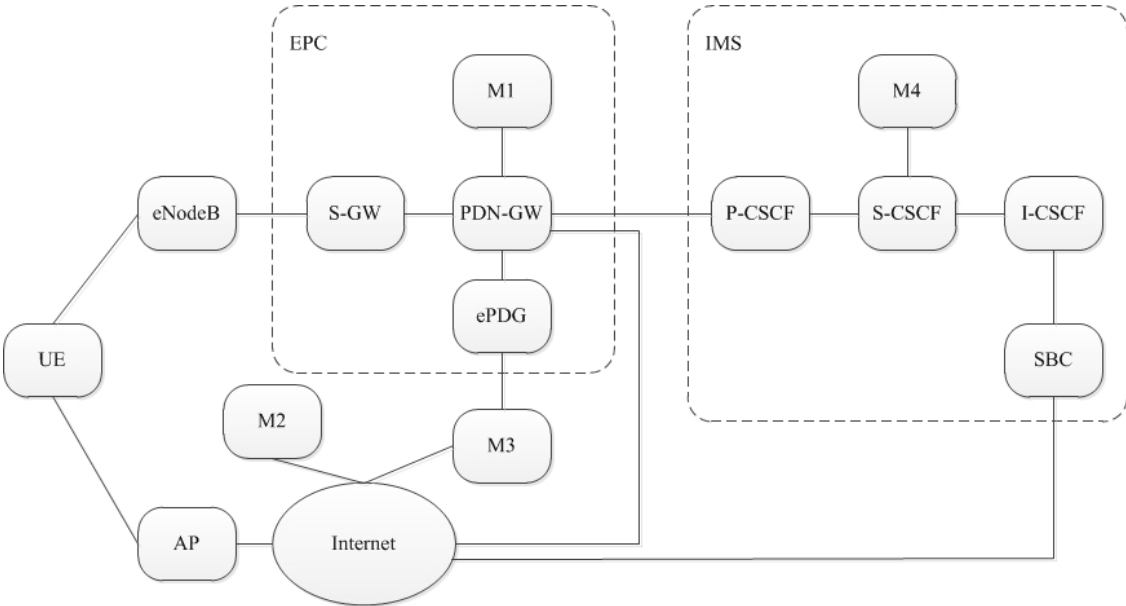 EPC
IMS
M1
M4
eNodeB
S-GW
PDN-GW
P-CSCF
S-CSCF
I-CSCF
ePDG
UE
SBC
M2
M3
AP
Internet